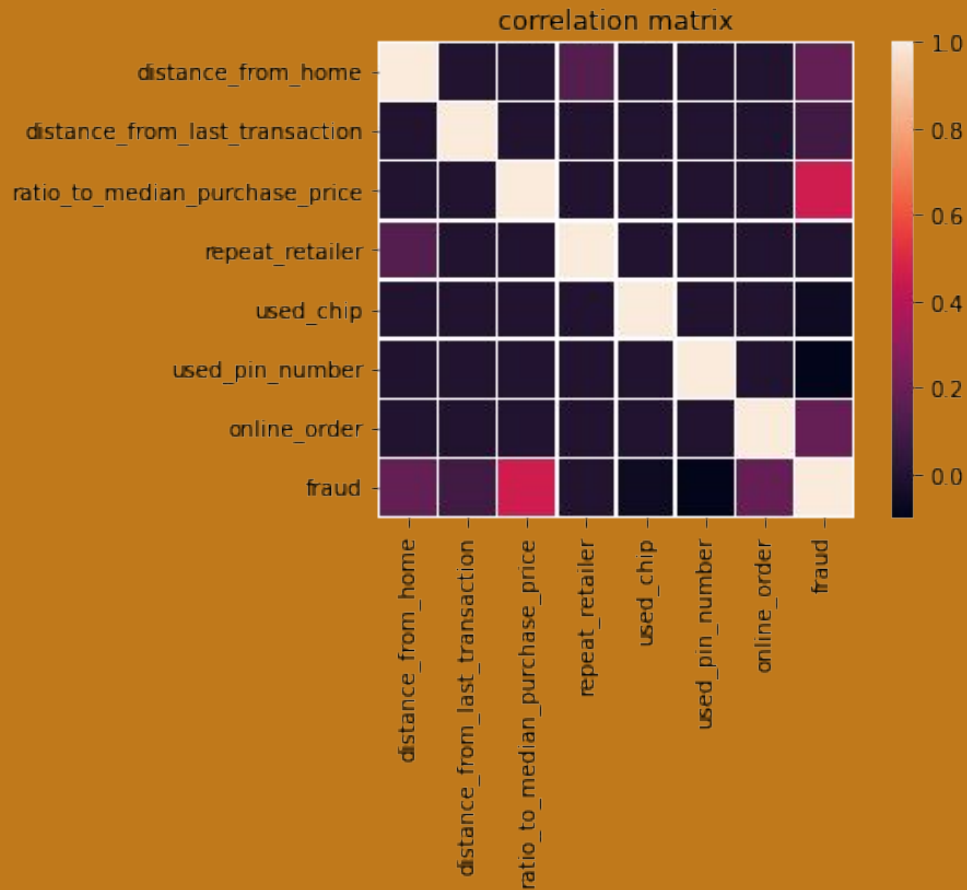 correlation matrix
distance_from_home
distance_from_last_transaction
ratio_to_median_purchase_price
repeat_retailer
used_chip
used_pin_number
online_order
fraud
1.0
0.8
0.6
0.4
0.2
0.0
distance_from_home
distance_from_last_transaction
ratio_to_median_purchase_price
repeat_retailer
used_chip
used_pin_number
online_order
fraud